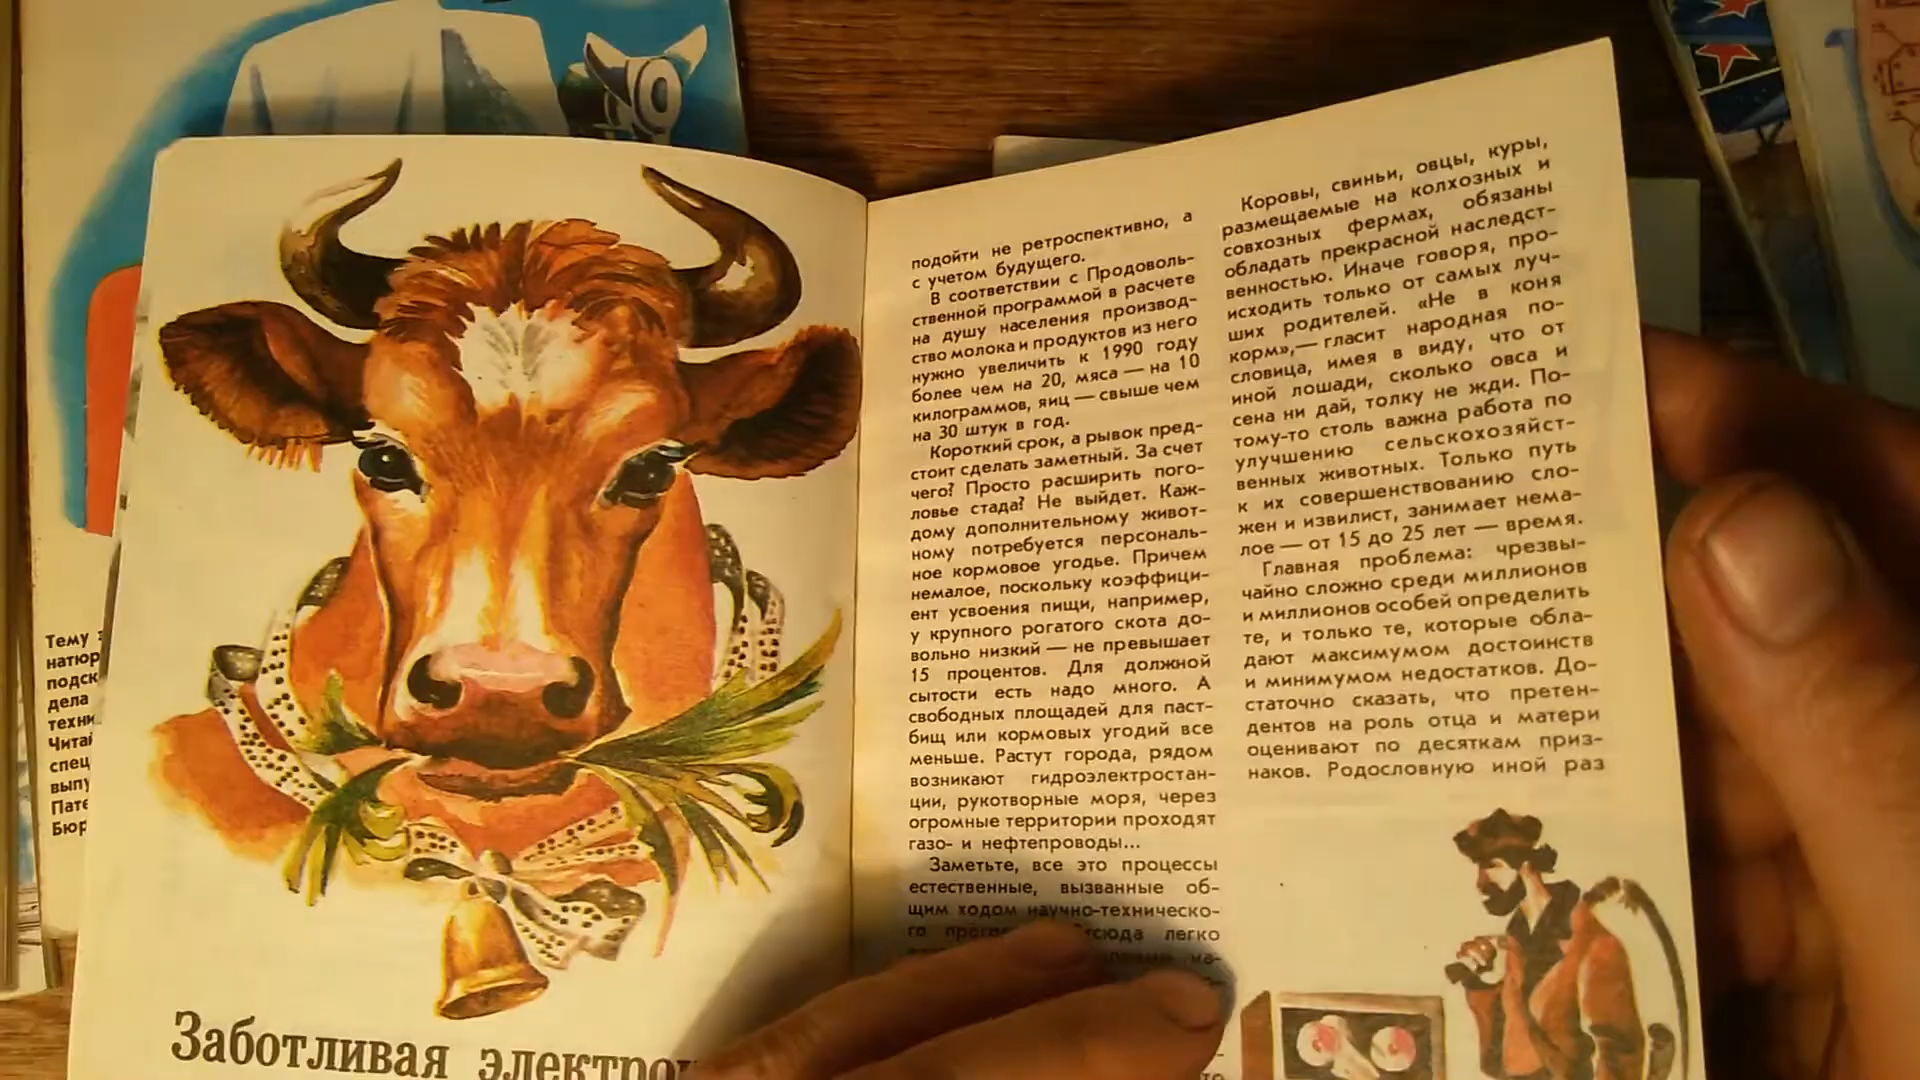 Тему
натюр
подск
дела
техни
Читай
спец
выпу
Пате
Бюр
Заботливая
подойти не ретроспективно, а
с учетом будущего.
В соответствии с Продоволь-
ственной программой в расчете
на душу населения производ-
ство молока и продуктов из него
нужно увеличить к 1990 году
более чем на 20, мяса — на 10
килограммов, яиц — свыше чем
на 30 штук в год.
Короткий срок, а рывок пред-
стоит сделать заметный. За счет
чего? Просто расширить пого-
ловье стада? Не выйдет. Каж-
дому дополнительному живот-
ному потребуется персональ-
ное кормовое угодье. Причем
немалое, поскольку коэффици-
ент усвоения пищи, например,
у крупного рогатого скота до-
вольно низкий — не превышает
15 процентов. Для должной
сытости есть надо много. А
свободных площадей для паст-
бищ или кормовых угодий все
меньше. Растут города, рядом
возникают гидроэлектростан-
ции, рукотворные моря, через
огромные территории проходят
газо- и нефтепроводы...
Заметьте, все это процессы
естественные, вызванные об-
щим ходом научно-техническо-
го легко
Коровы, свиньи, овцы, куры,
размещаемые на колхозных и
совхозных фермах, обязаны
обладать прекрасной наследст-
венностью. Иначе говоря, про-
исходить только от самых луч-
ших родителей. «Не в коня
корм»,— гласит народная по-
словица, имея в виду, что от
иной лошади, сколько овса и
сена ни дай, толку не жди. По-
тому-то столь важна работа по
улучшению сельскохозяйст-
венных животных. Только путь
к их совершенствованию сло-
жен и извилист, занимает нема-
лое — от 15 до 25 лет — время.
Главная проблема: чрезвы-
чайно сложно среди миллионов
и миллионов особей определить
те, и только те, которые обла-
дают максимумом достоинств
и минимумом недостатков. До-
статочно сказать, что претен-
дентов на роль отца и матери
оценивают по десяткам приз-
наков. Родословную иной раз